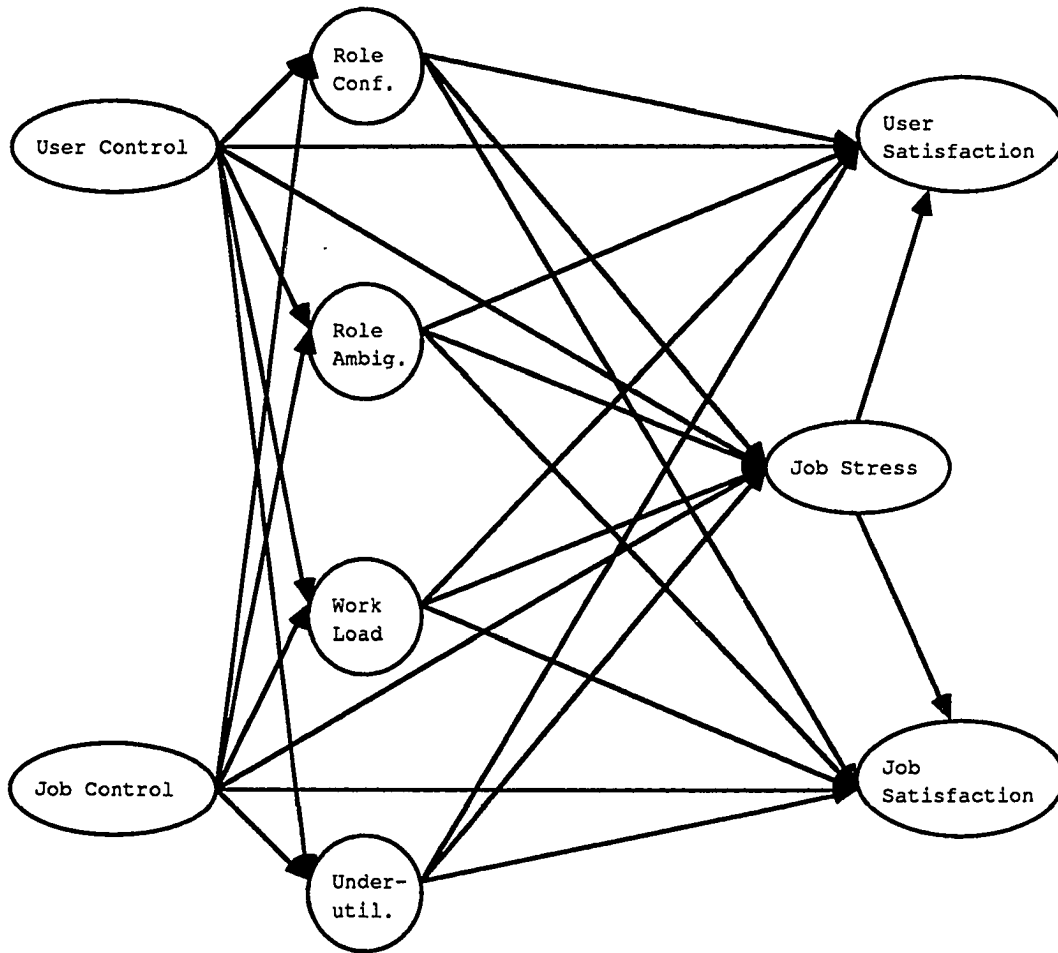 Role
Conf.
User Control
User
Satisfaction
Role
Ambig.
Job Stress
Work
Load
Job Control
Job
Satisfaction
Under-
util.